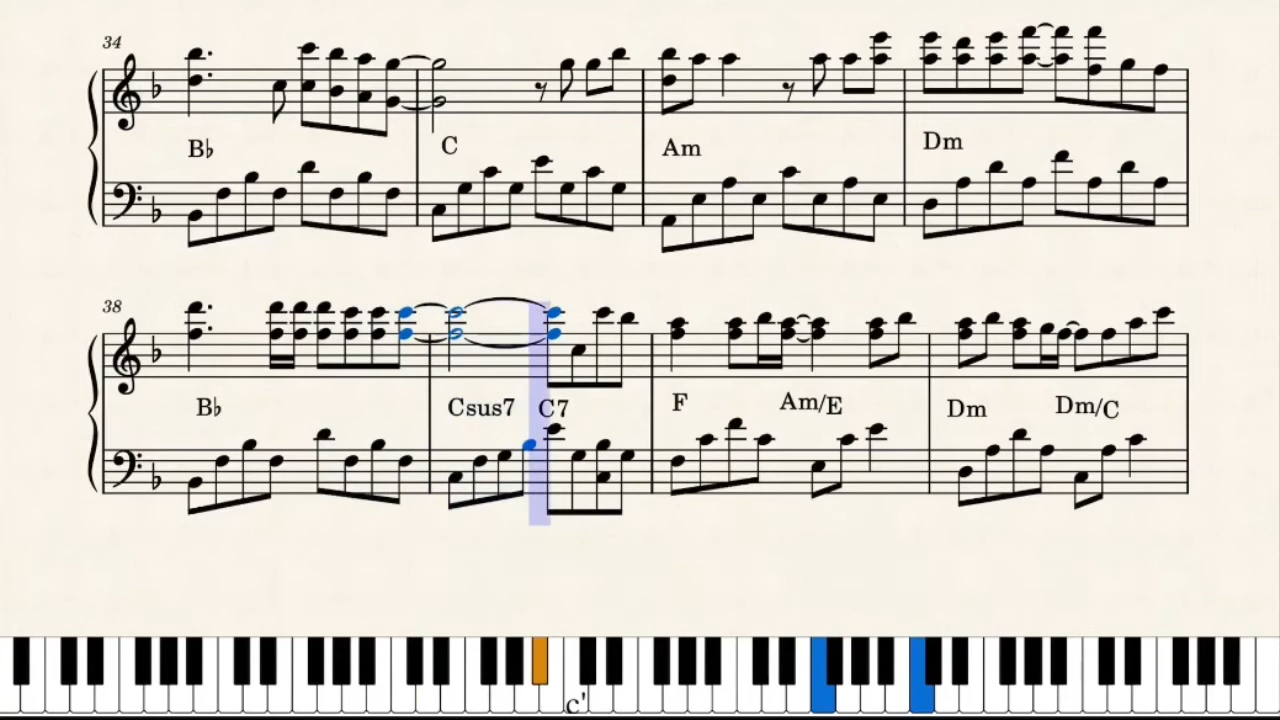 34
B♭ C Am Dm
38
B♭ Csus7 C7 F Am/E Dm Dm/C
c'